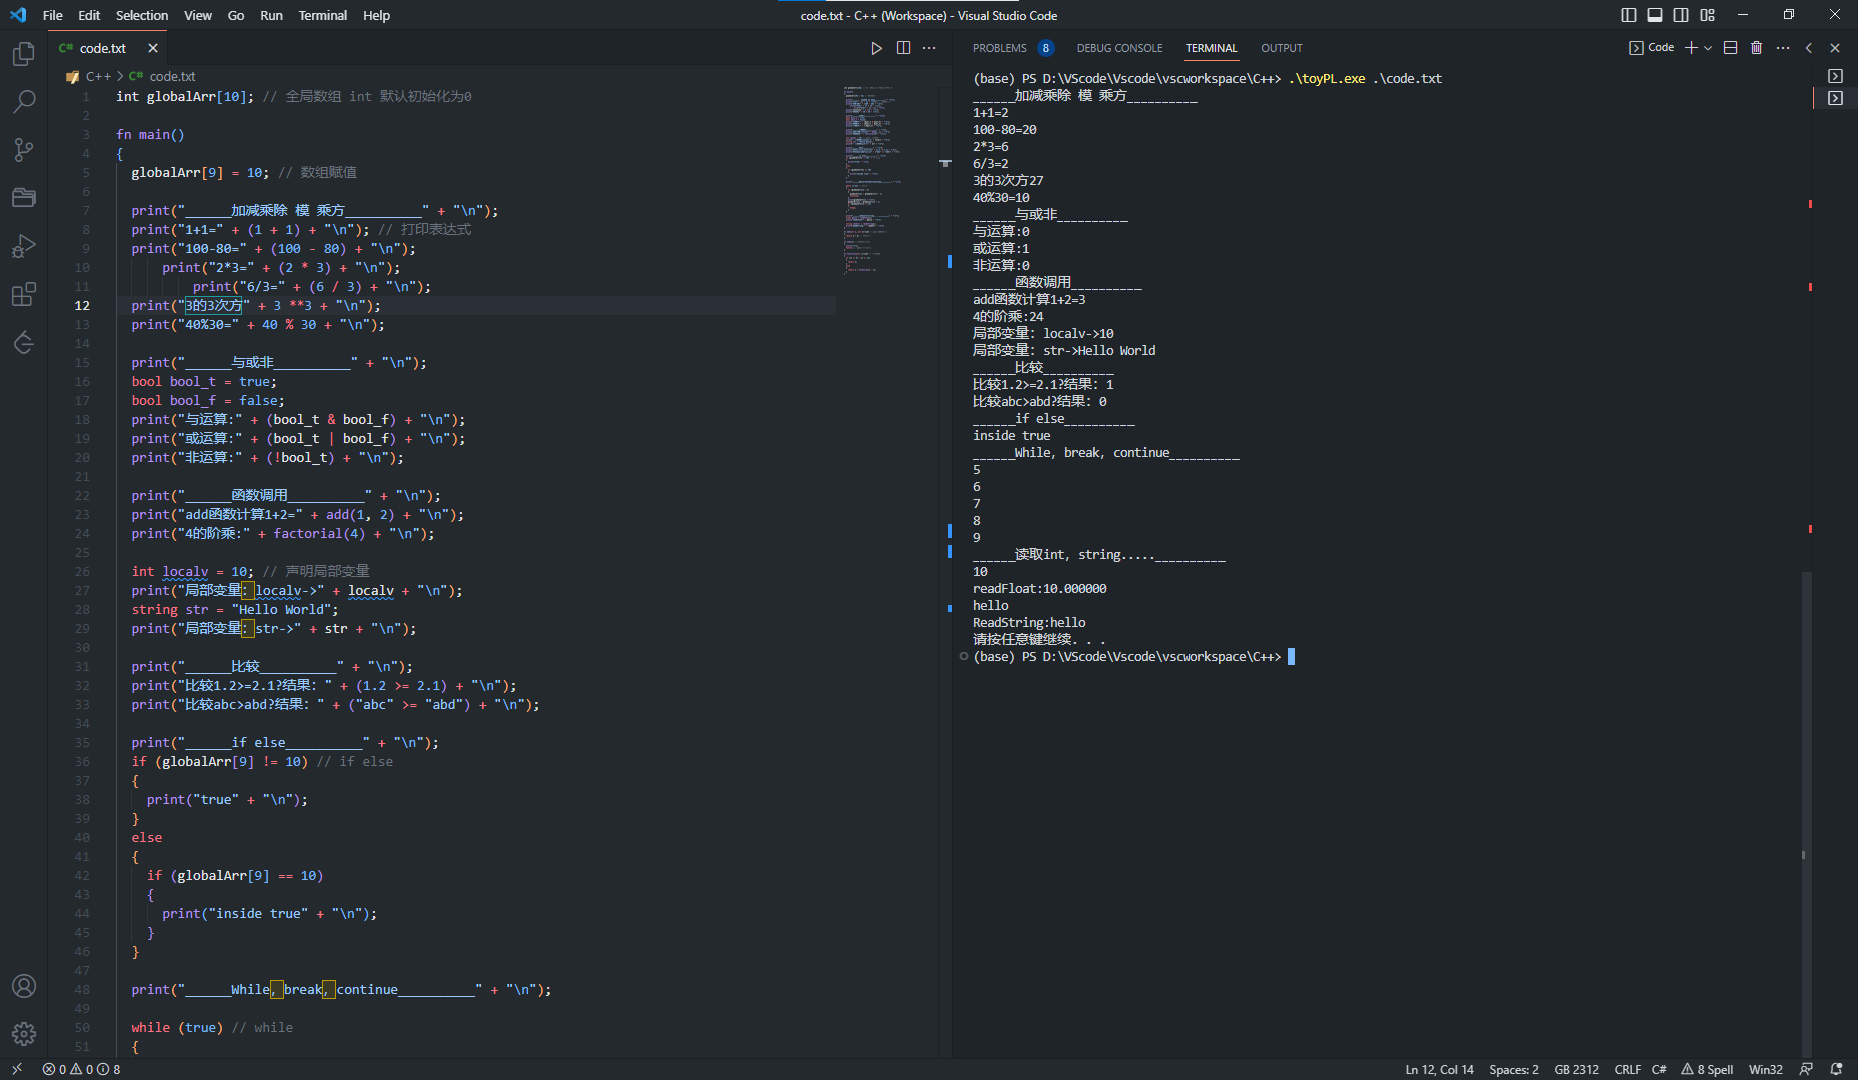 File Edit Selection View Go Run Terminal Help
code.txt - C++ (Workspace) - Visual Studio Code
C# code.txt
C++ > C# code.txt
1 int globalArr[10]; // 全局数组 int 默认初始化为0
2
3 fn main()
4 {
5 globalArr[9] = 10; // 数组赋值
6
7 print("______加减乘除 模 乘方__________" + "\n");
8 print("1+1=" + (1 + 1) + "\n"); // 打印表达式
9 print("100-80=" + (100 - 80) + "\n");
10 print("2*3=" + (2 * 3) + "\n");
11 print("6/3=" + (6 / 3) + "\n");
12 print("3的3次方" + 3 **3 + "\n");
13 print("40%30=" + 40 % 30 + "\n");
14
15 print("______与或非__________" + "\n");
16 bool bool_t = true;
17 bool bool_f = false;
18 print("与运算:" + (bool_t & bool_f) + "\n");
19 print("或运算:" + (bool_t | bool_f) + "\n");
20 print("非运算:" + (!bool_t) + "\n");
21
22 print("______函数调用__________" + "\n");
23 print("add函数计算1+2=" + add(1, 2) + "\n");
24 print("4的阶乘:" + factorial(4) + "\n");
25
26 int localv = 10; // 声明局部变量
27 print("局部变量：localv->" + localv + "\n");
28 string str = "Hello World";
29 print("局部变量：str->" + str + "\n");
30
31 print("______比较__________" + "\n");
32 print("比较1.2>=2.1?结果: " + (1.2 >= 2.1) + "\n");
33 print("比较abc>abd?结果: " + ("abc" >= "abd") + "\n");
34
35 print("______if else__________" + "\n");
36 if (globalArr[9] != 10) // if else
37 {
38 print("true" + "\n");
39 }
40 else
41 {
42 if (globalArr[9] == 10)
43 {
44 print("inside true" + "\n");
45 }
46 }
47
48 print("______While，break，continue__________" + "\n");
49
50 while (true) // while
51 {
PROBLEMS 8 DEBUG CONSOLE TERMINAL OUTPUT
Code
(base) PS D:\VScode\Vscode\vscworkspace\C++> .\toyPL.exe .\code.txt
______加减乘除 模 乘方__________
1+1=2
100-80=20
2*3=6
6/3=2
3的3次方27
40%30=10
______与或非__________
与运算:0
或运算:1
非运算:0
______函数调用__________
add函数计算1+2=3
4的阶乘:24
局部变量：localv->10
局部变量：str->Hello World
______比较__________
比较1.2>=2.1?结果: 1
比较abc>abd?结果: 0
______if else__________
inside true
______While，break，continue__________
5
6
7
8
9
______读取int，string.....__________
10
readFloat:10.000000
hello
ReadString:hello
请按任意键继续. . .
(base) PS D:\VScode\Vscode\vscworkspace\C++>
0 0 8
Ln 12, Col 14 Spaces: 2 GB 2312 CRLF C# 8 Spell Win32